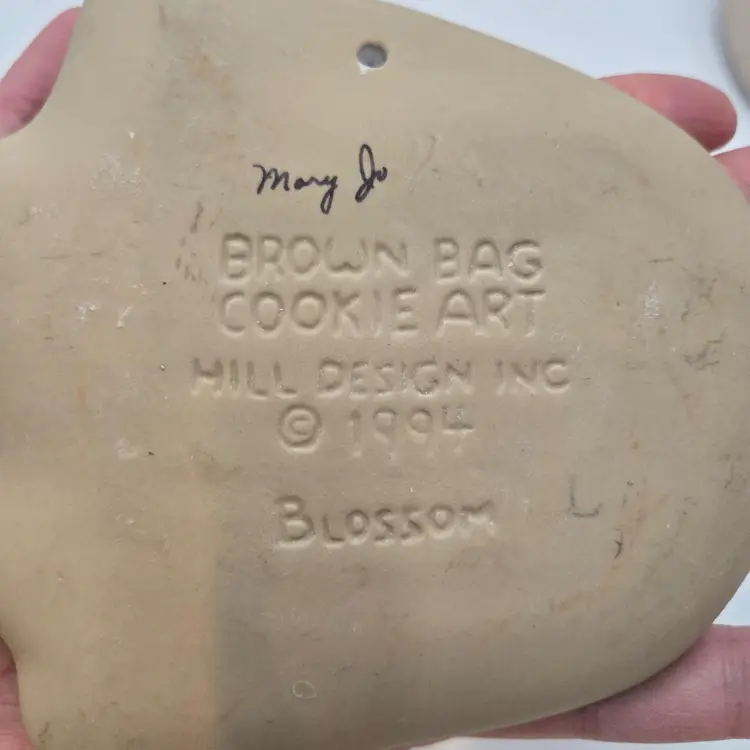 Mary Jo
BROWN BAG
COOKIE ART
HILL DESIGN INC
© 1994
BLOSSOM
L